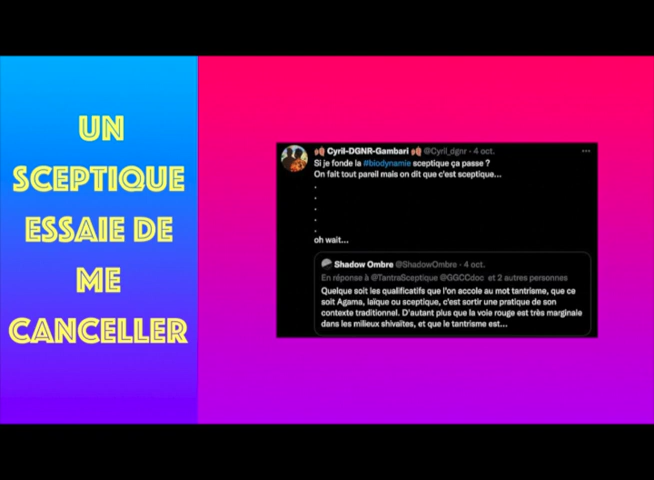 UN
SCEPTIQUE
ESSAIE DE
ME
CANCELLER
Cyril-DGNR-Gambari @Cyril_dgnr · 4 oct.
Si je fonde la #biodynamie sceptique ça passe ?
On fait tout pareil mais on dit que c'est sceptique...
.
.
.
.
.
oh wait...
Shadow Ombre @ShadowOmbre · 4 oct.
En réponse à @TantraSceptique @GGCCdoc et 2 autres personnes
Quelque soit les qualificatifs que l'on accole au mot tantrisme, que ce
soit Agama, laïque ou sceptique, c'est sortir une pratique de son
contexte traditionnel. D'autant plus que la voie rouge est très marginale
dans les milieux shivaïtes, et que le tantrisme est...